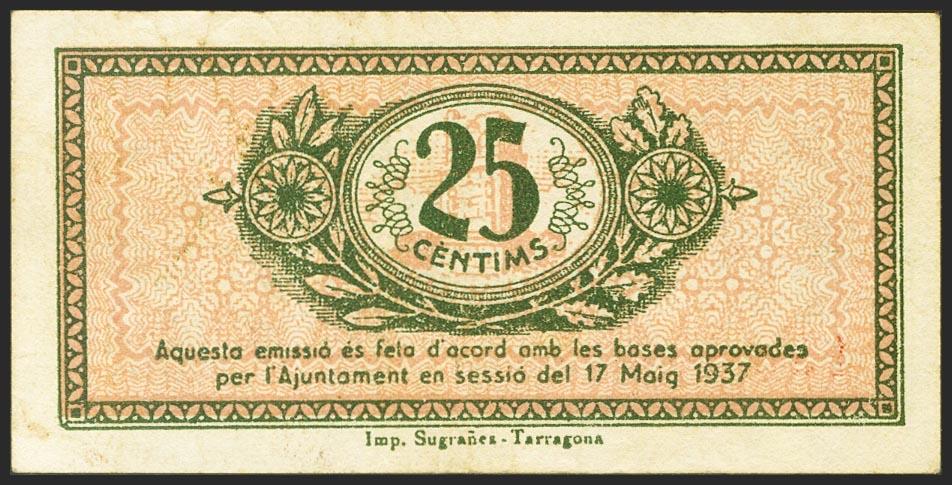 25
CÈNTIMS
Aquesta emissió és feta d'acord amb les bases aprovades
per l'Ajuntament en sessió del 17 Maig 1937
Imp. Sugrañes - Tarragona